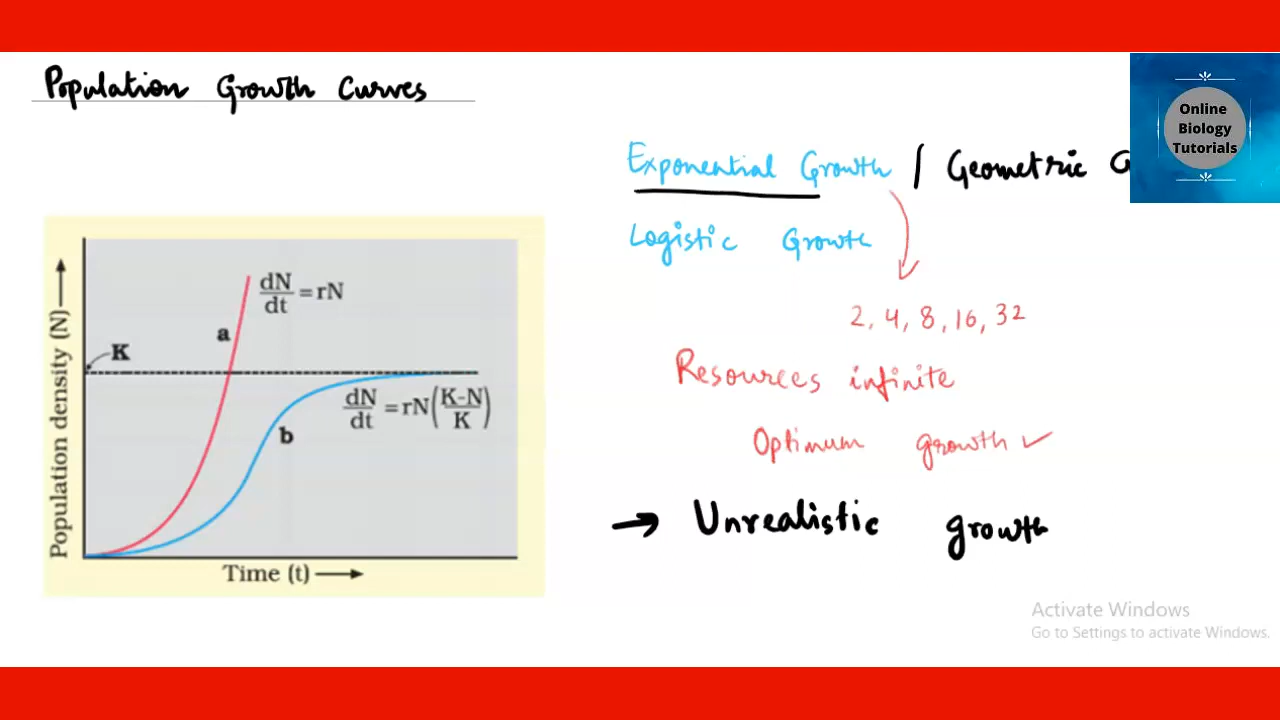 Population Growth Curves
Online
Biology
Tutorials
Exponential Growth / Geometric G
Logistic Growth
2, 4, 8, 16, 32
Resources infinite
Optimum growth ✓
→ Unrealistic growth
Population density (N)
K
a
dN/dt = rN
dN/dt = rN(K-N/K)
b
Time (t)
Activate Windows
Go to Settings to activate Windows.